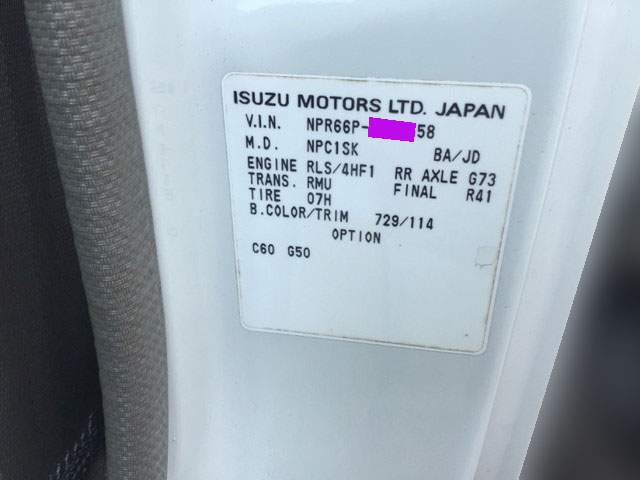 ISUZU MOTORS LTD. JAPAN
V.I.N. NPR66P-58
M.D. NPC1SK BA/JD
ENGINE RLS/4HF1 RR AXLE G73
TRANS. RMU FINAL R41
TIRE 07H
B.COLOR/TRIM 729/114
OPTION
C60 G50